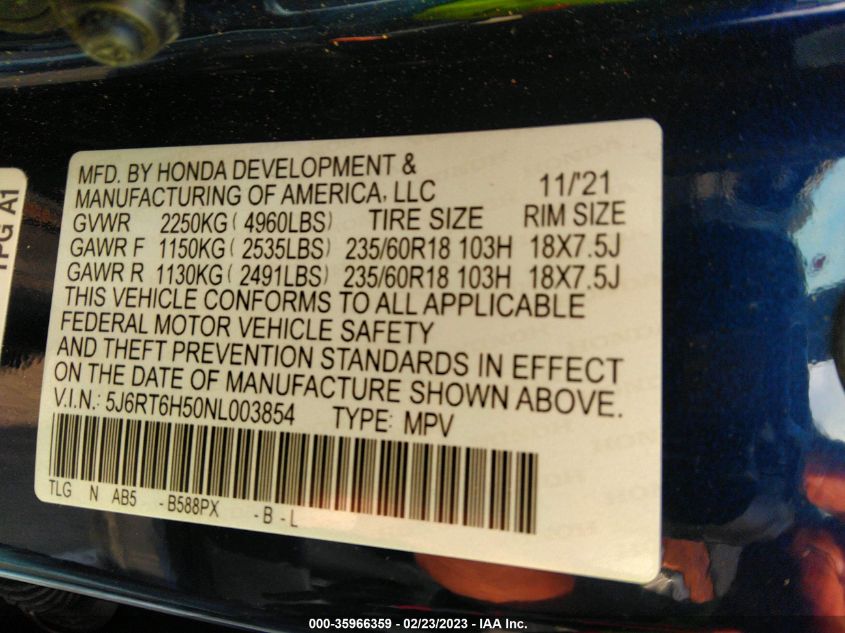 TPG A1
MFD. BY HONDA DEVELOPMENT &
MANUFACTURING OF AMERICA, LLC 11/'21
GVWR 2250KG ( 4960LBS) TIRE SIZE RIM SIZE
GAWR F 1150KG ( 2535LBS) 235/60R18 103H 18X7.5J
GAWR R 1130KG ( 2491LBS) 235/60R18 103H 18X7.5J
THIS VEHICLE CONFORMS TO ALL APPLICABLE
FEDERAL MOTOR VEHICLE SAFETY
AND THEFT PREVENTION STANDARDS IN EFFECT
ON THE DATE OF MANUFACTURE SHOWN ABOVE.
V.I.N.: 5J6RT6H50NL003854 TYPE: MPV
TLG N AB5 -B588PX -B-L
000-35966359 - 02/23/2023 - IAA Inc.